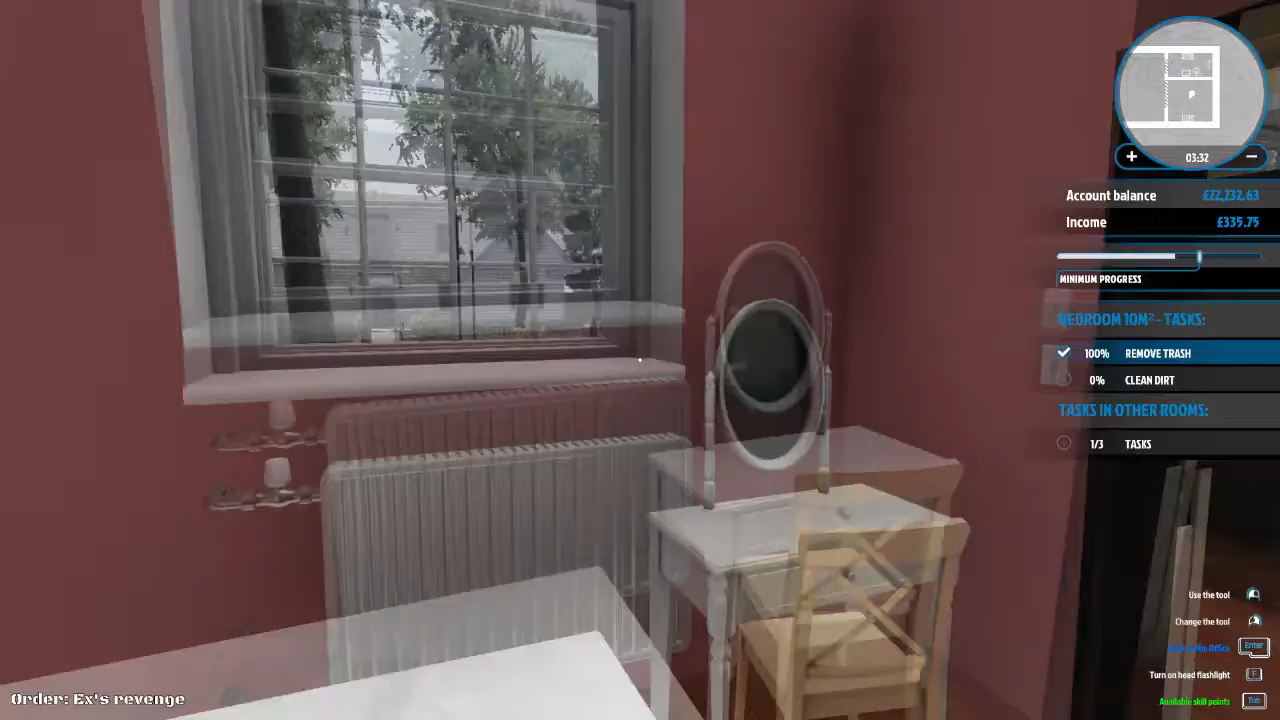 + 03:32 −
Account balance £22,232.63
Income £335.75
MINIMUM PROGRESS
BEDROOM 10M² - TASKS:
100% REMOVE TRASH
0% CLEAN DIRT
TASKS IN OTHER ROOMS:
1/3 TASKS
Use the tool
Change the tool
Enter
Turn on head flashlight F
Available skill points Tab
Order: Ex's revenge